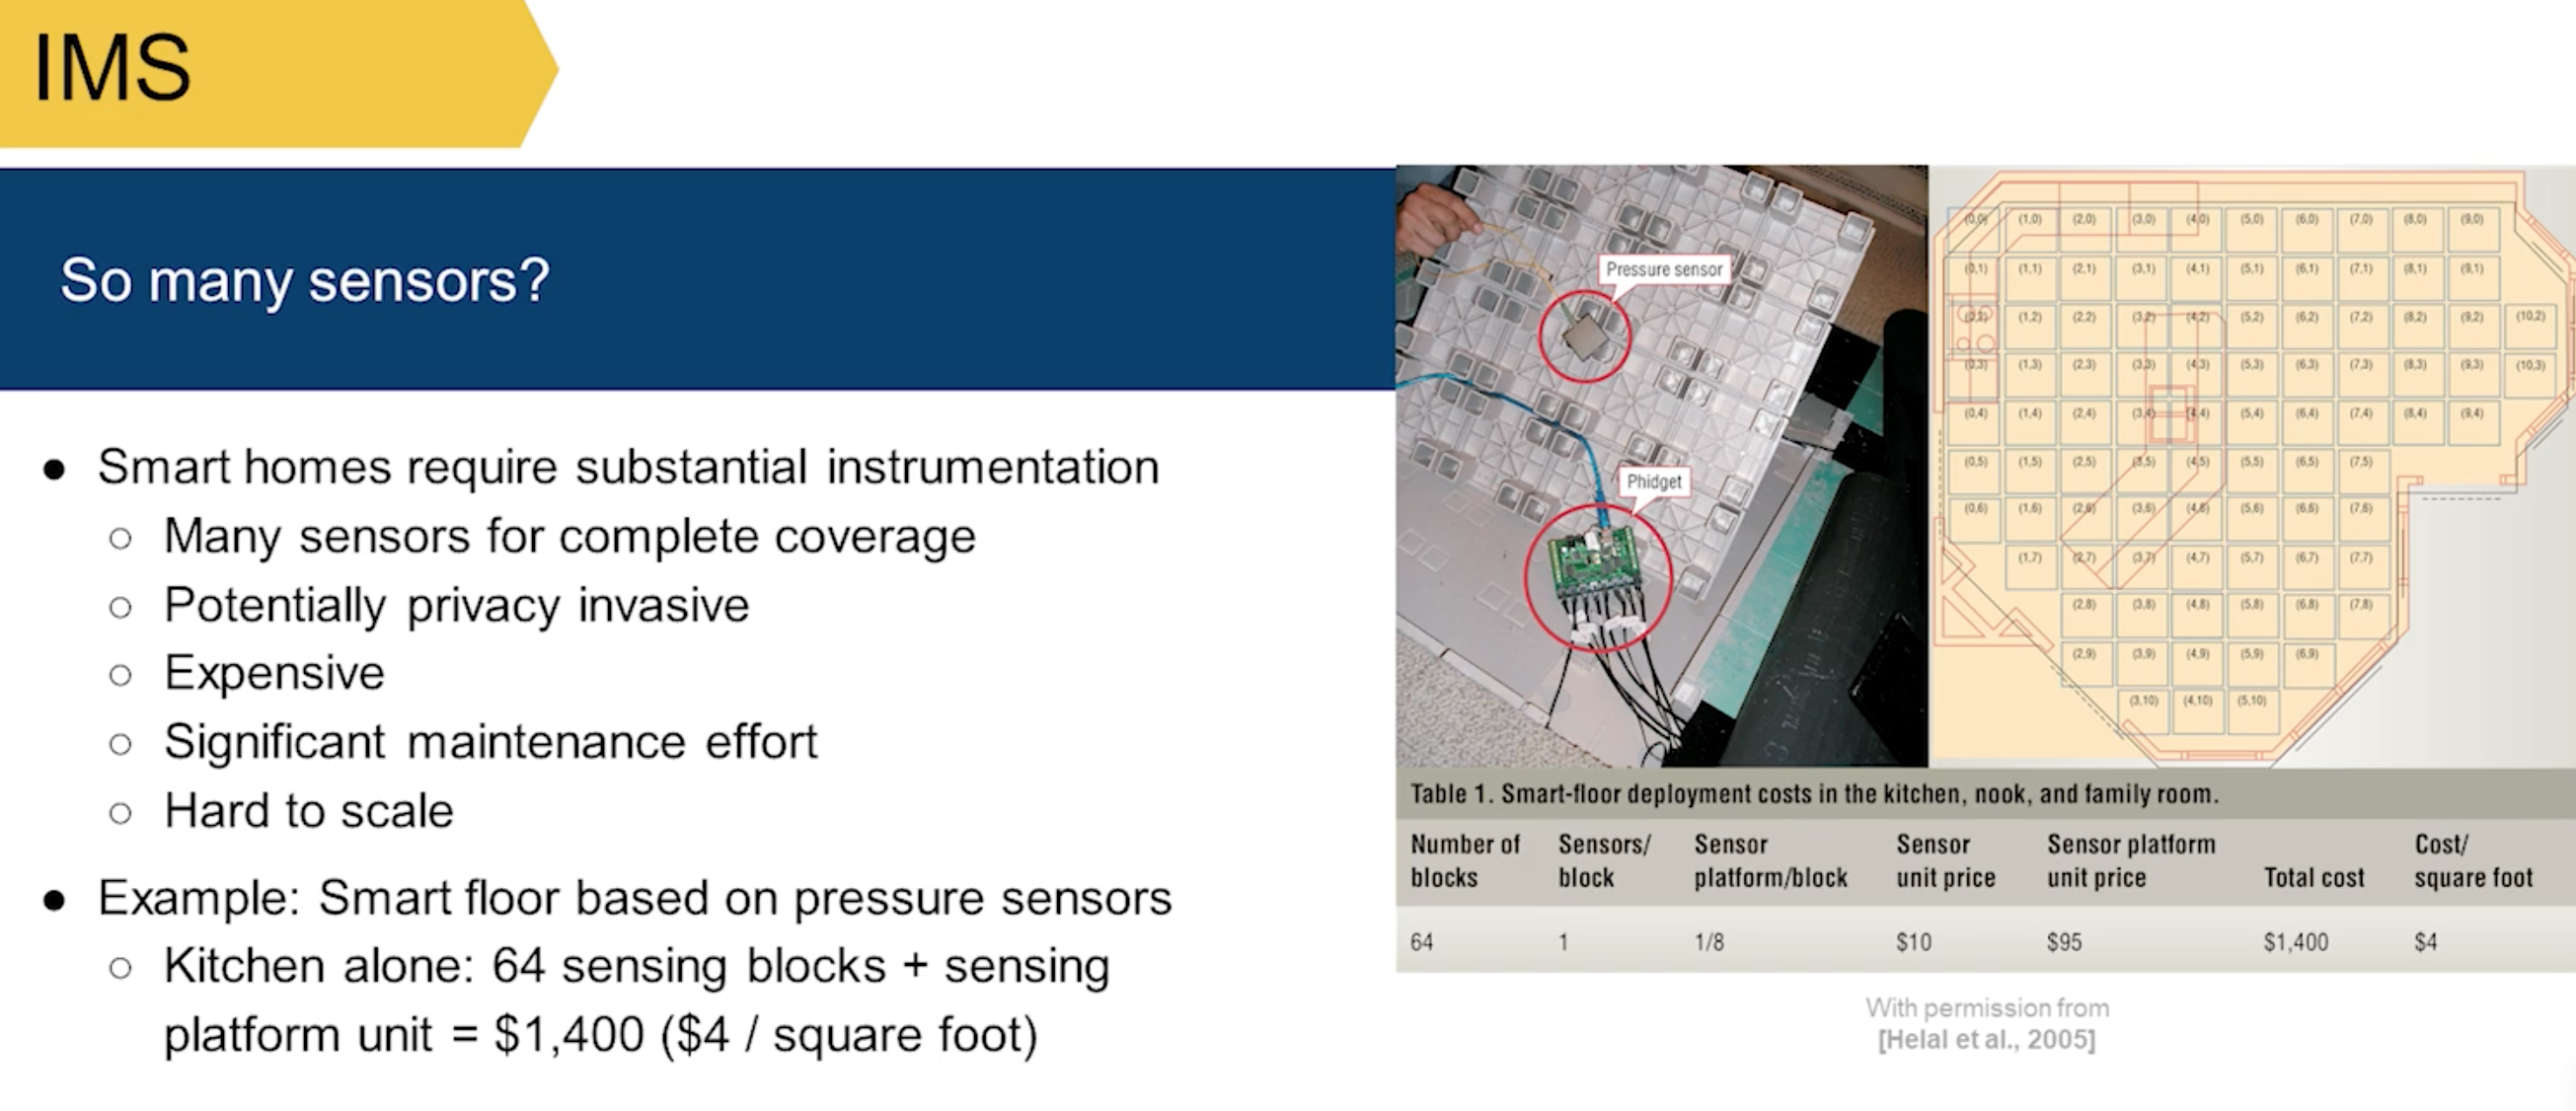 IMS
So many sensors?
● Smart homes require substantial instrumentation
○ Many sensors for complete coverage
○ Potentially privacy invasive
○ Expensive
○ Significant maintenance effort
○ Hard to scale
● Example: Smart floor based on pressure sensors
○ Kitchen alone: 64 sensing blocks + sensing
platform unit = $1,400 ($4 / square foot)
Pressure sensor
Phidget
(0,0) (1,0) (2,0) (3,0) (4,0) (5,0) (6,0) (7,0) (8,0) (9,0)
(0,1) (1,1) (2,1) (3,1) (4,1) (5,1) (6,1) (7,1) (8,1) (9,1)
(0,2) (1,2) (2,2) (3,2) (4,2) (5,2) (6,2) (7,2) (8,2) (9,2) (10,2)
(0,3) (1,3) (2,3) (3,3) (4,3) (5,3) (6,3) (7,3) (8,3) (9,3) (10,3)
(0,4) (1,4) (2,4) (3,4) (4,4) (5,4) (6,4) (7,4) (8,4) (9,4)
(0,5) (1,5) (2,5) (3,5) (4,5) (5,5) (6,5) (7,5)
(0,6) (1,6) (2,6) (3,6) (4,6) (5,6) (6,6) (7,6)
(1,7) (2,7) (3,7) (4,7) (5,7) (6,7) (7,7)
(2,8) (3,8) (4,8) (5,8) (6,8) (7,8)
(2,9) (3,9) (4,9) (5,9) (6,9)
(3,10) (4,10) (5,10)
Table 1. Smart-floor deployment costs in the kitchen, nook, and family room.
Number of Sensors/ Sensor Sensor Sensor platform Cost/
blocks block platform/block unit price unit price Total cost square foot
64 1 1/8 $10 $95 $1,400 $4
With permission from
[Helal et al., 2005]